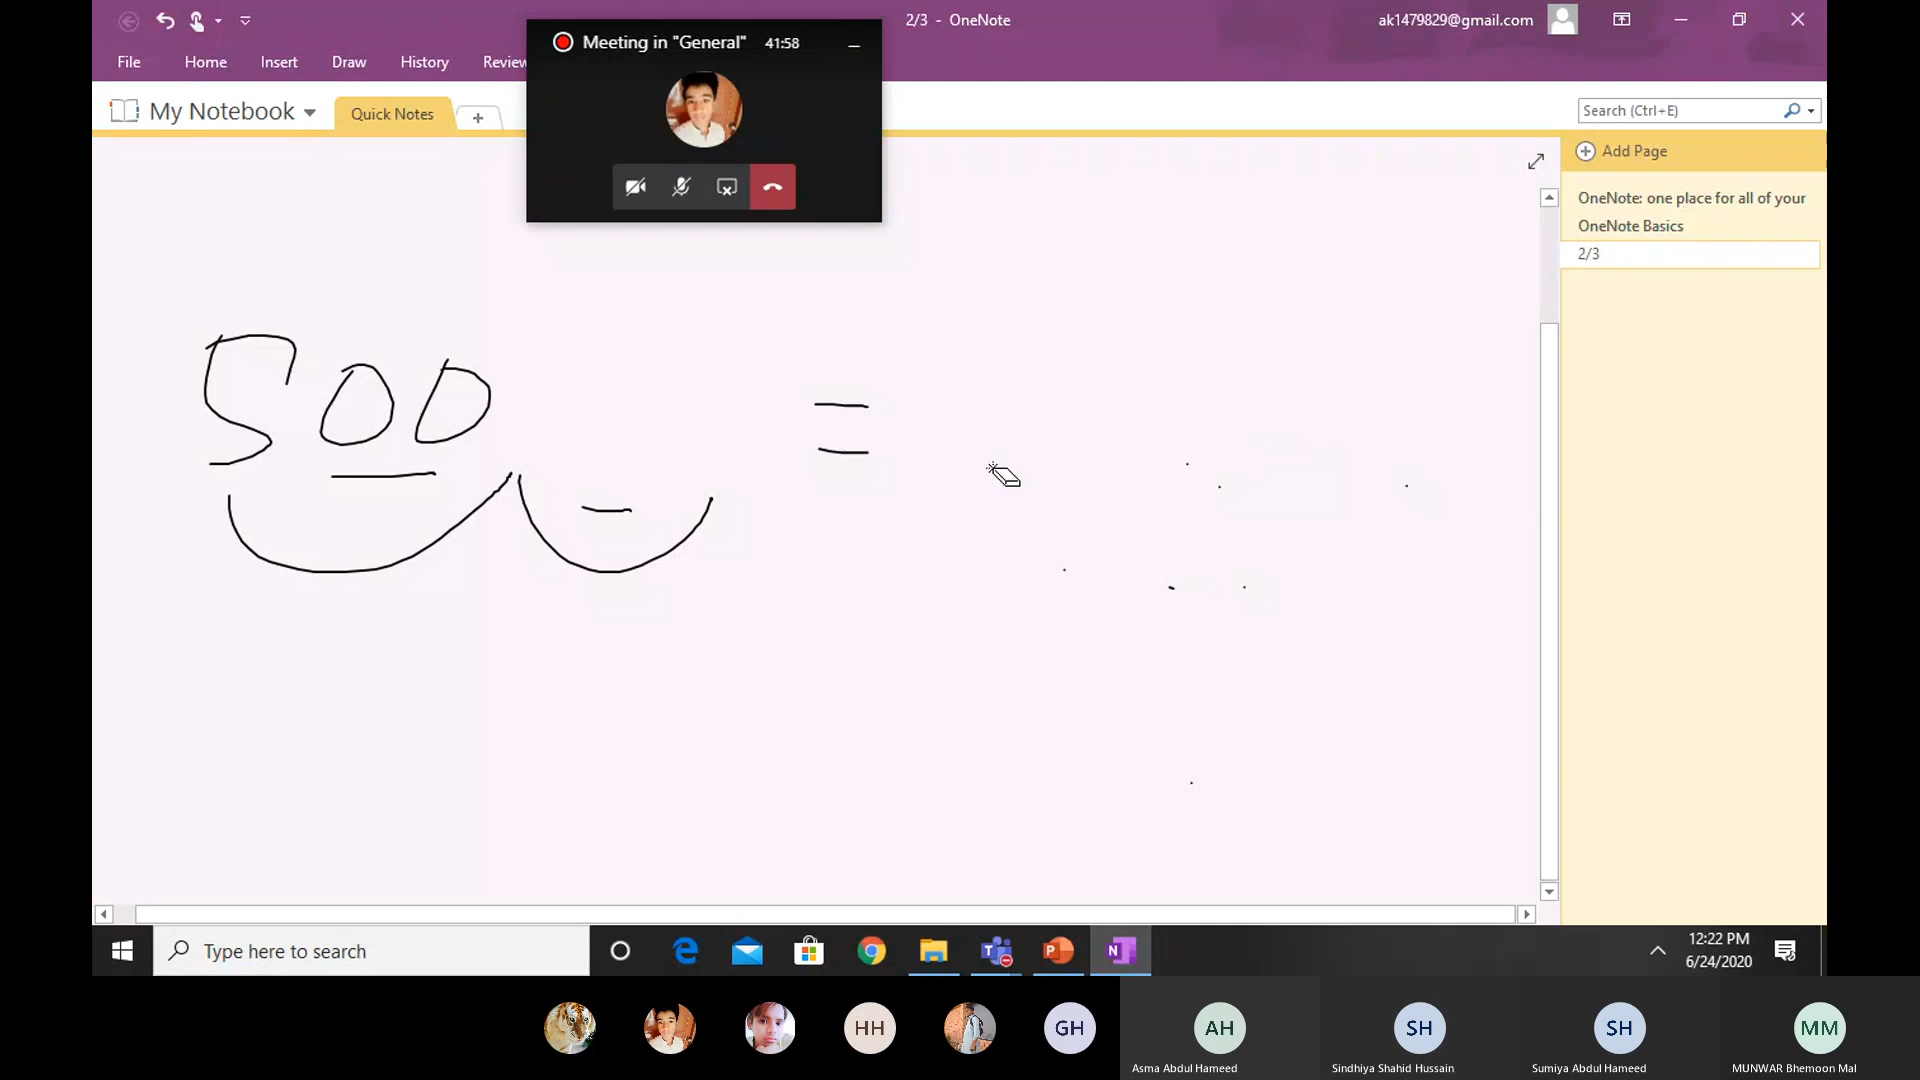 2/3 - OneNote
ak1479829@gmail.com
Meeting in "General" 41:58
File Home Insert Draw History Review
My Notebook Quick Notes
Search (Ctrl+E)
Add Page
OneNote: one place for all of your
OneNote Basics
2/3
SOD
=
Type here to search
12:22 PM
6/24/2020
HH GH AH SH SH MM
Asma Abdul Hameed Sindhiya Shahid Hussain Sumiya Abdul Hameed MUNWAR Bhemoon Mal